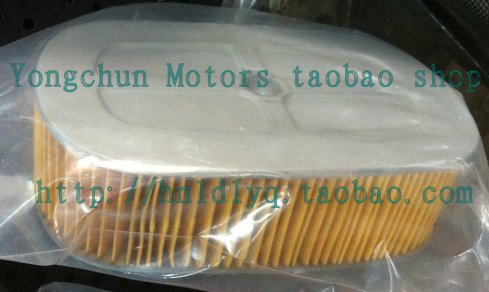 Yongchun Motors taobao shop
http://hnldlyq.taobao.com/